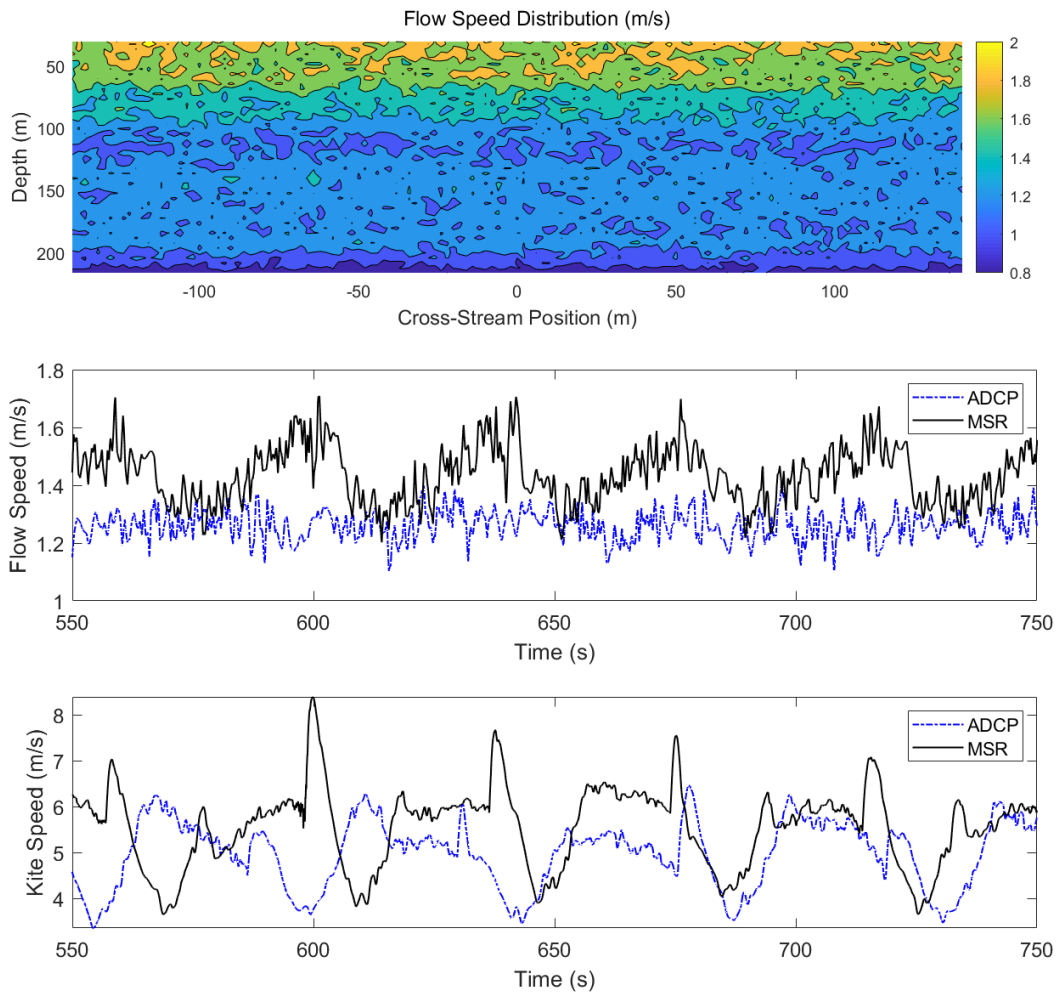 Flow Speed Distribution (m/s)
50
100
150
200
Depth (m)
-100 -50 0 50 100
Cross-Stream Position (m)
2
1.8
1.6
1.4
1.2
1
0.8
1.8
1.6
1.4
1.2
1
Flow Speed (m/s)
ADCP
MSR
550 600 650 700 750
Time (s)
8
7
6
5
4
Kite Speed (m/s)
ADCP
MSR
550 600 650 700 750
Time (s)